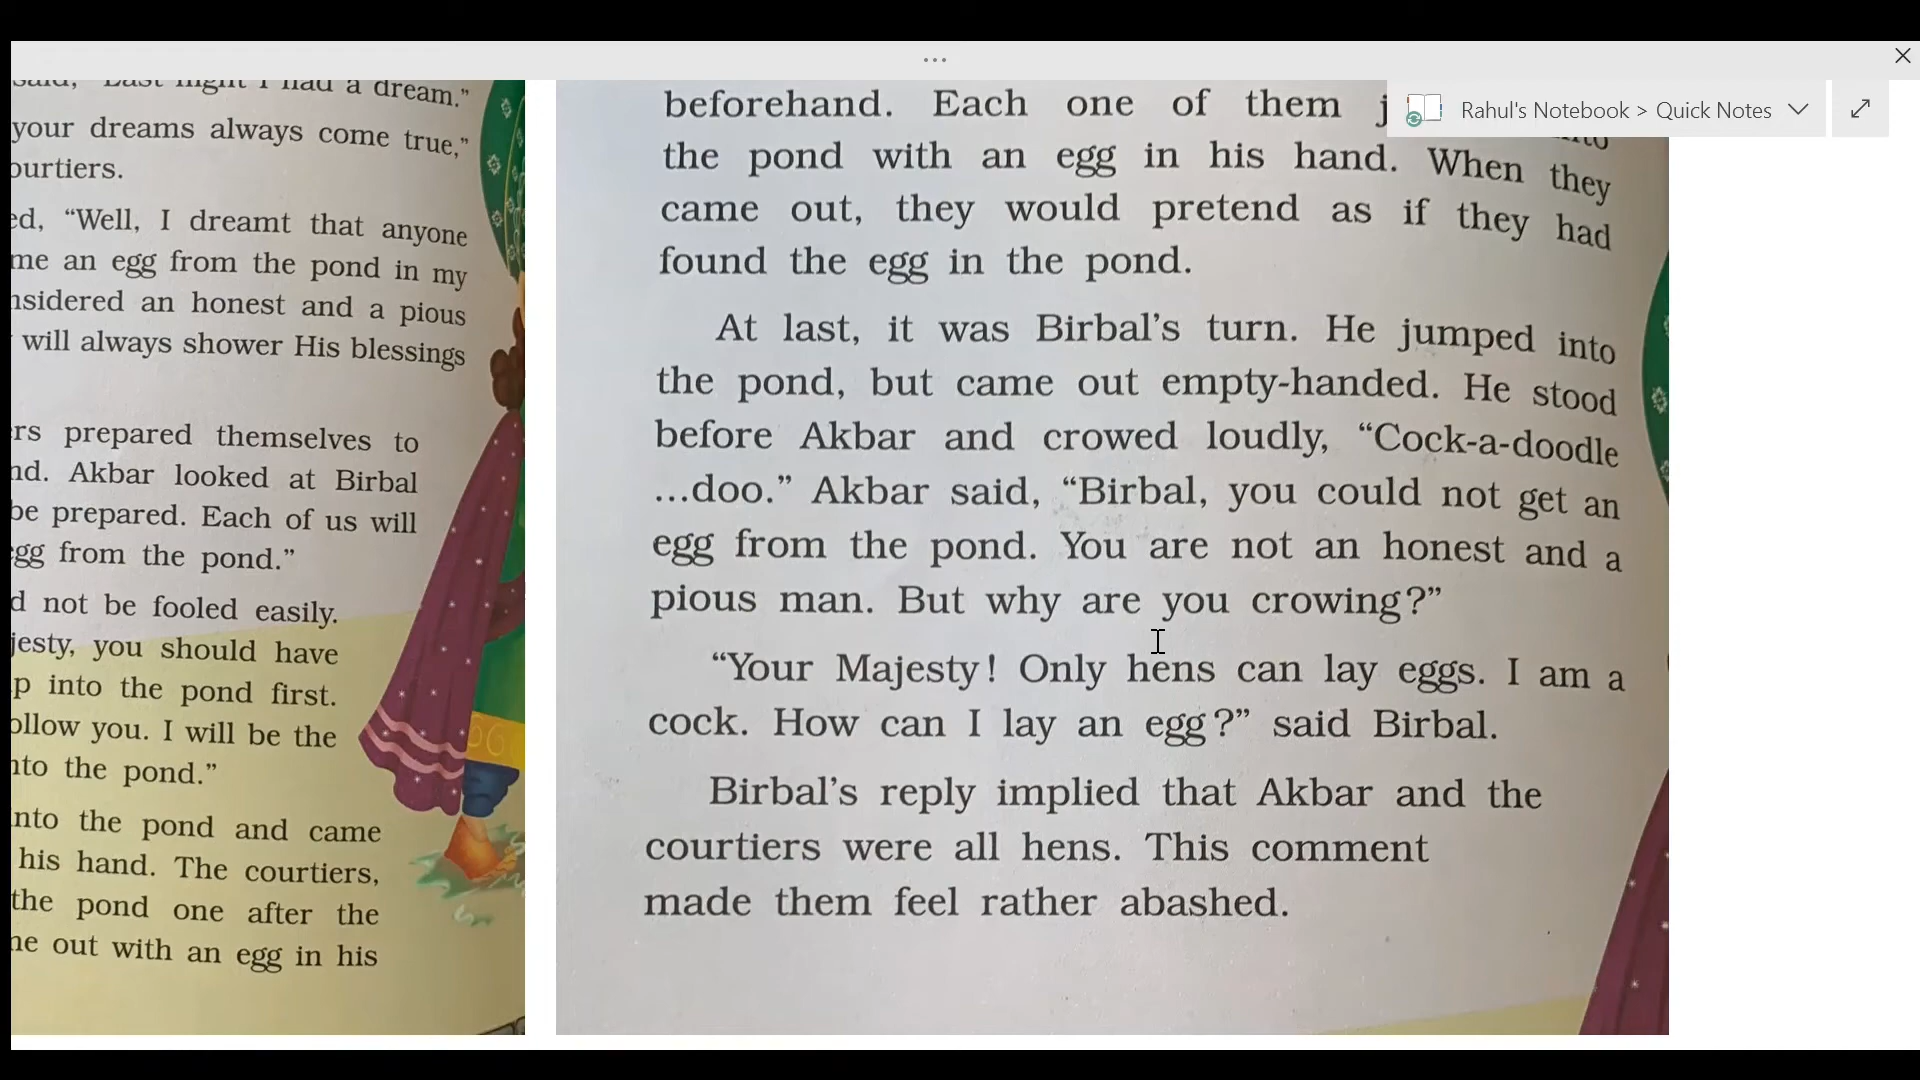 said, "Last night I had a dream."
your dreams always come true,"
ourtiers.
ed, "Well, I dreamt that anyone
me an egg from the pond in my
nsidered an honest and a pious
will always shower His blessings
rs prepared themselves to
nd. Akbar looked at Birbal
be prepared. Each of us will
egg from the pond."
d not be fooled easily.
jesty, you should have
p into the pond first.
ollow you. I will be the
nto the pond."
into the pond and came
his hand. The courtiers,
the pond one after the
ne out with an egg in his
Rahul's Notebook > Quick Notes
beforehand. Each one of them j
the pond with an egg in his hand. When they
came out, they would pretend as if they had
found the egg in the pond.
At last, it was Birbal's turn. He jumped into
the pond, but came out empty-handed. He stood
before Akbar and crowed loudly, "Cock-a-doodle
...doo." Akbar said, "Birbal, you could not get an
egg from the pond. You are not an honest and a
pious man. But why are you crowing?"
"Your Majesty! Only hens can lay eggs. I am a
cock. How can I lay an egg?" said Birbal.
Birbal's reply implied that Akbar and the
courtiers were all hens. This comment
made them feel rather abashed.